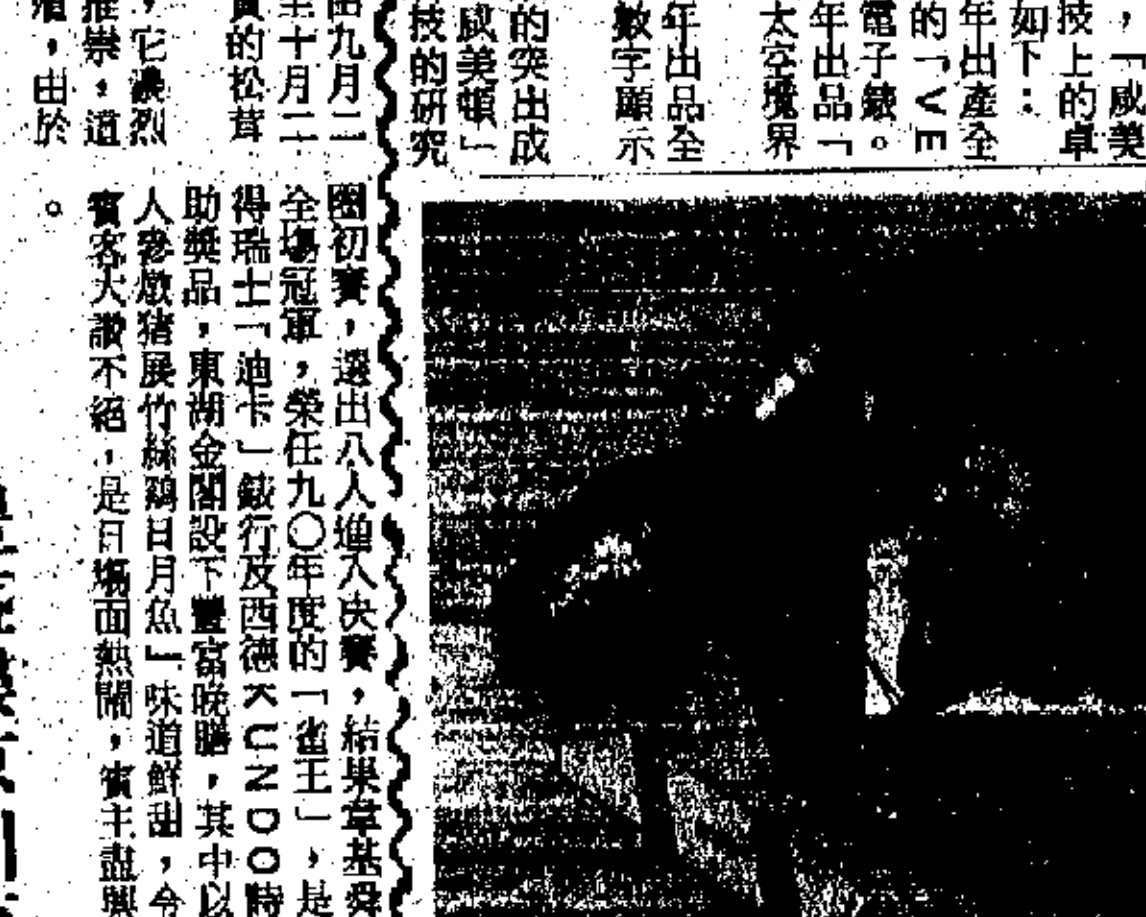 ，「威美
技上的卓
如下：
年出產全
的「VE
電子錶。
年出品「
太空境界
年出品全
數字顯示
的突出成
威美頓」
技的研究
由九月二
至十月二
的松茸
，它濃烈
推崇，道
，由於
圈初賽，選出八人進入決賽，結果韋基舜
全場冠軍，榮任九〇年度的「雀王」，是
得瑞士「迪卡」錶行及西德KUNDO時
助獎品，東湖金閣設下豐富晚膳，其中以
人參燉猪展竹絲鷄日月魚」味道鮮甜，令
賓客大讚不絕，是日場面熱鬧，賓主盡興
。